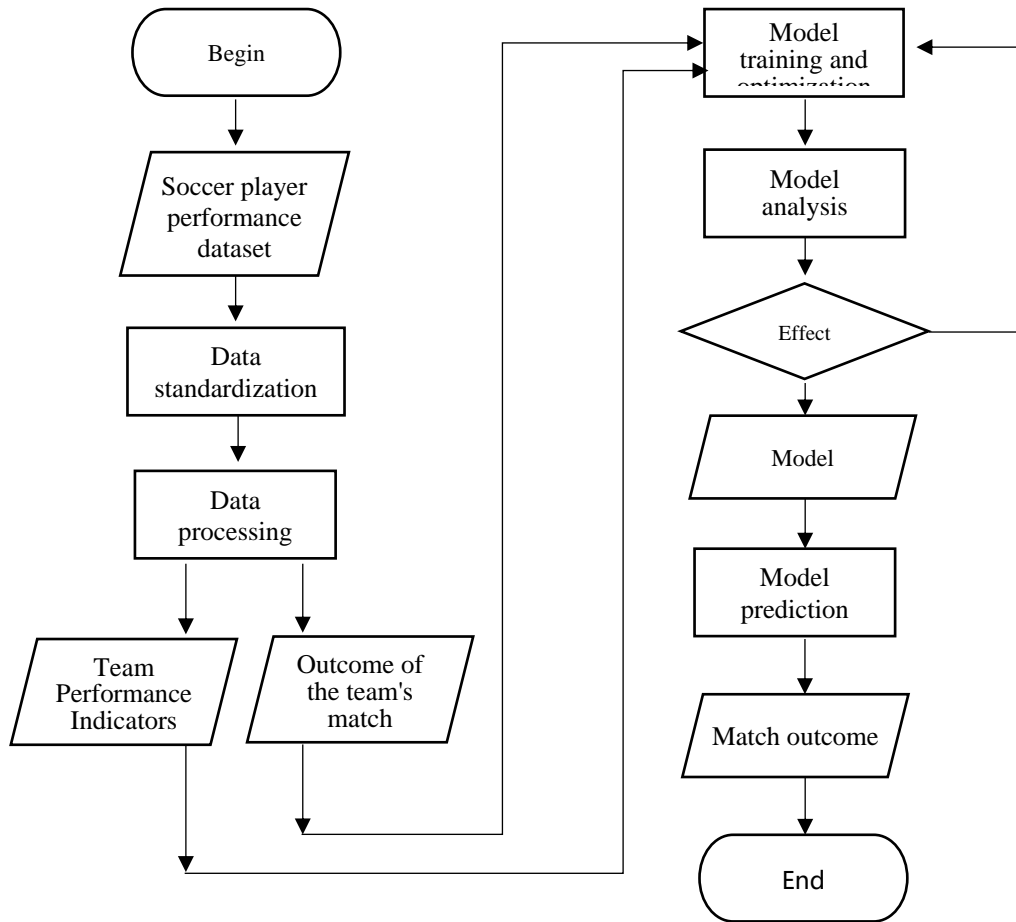 Begin
Soccer player
performance
dataset
Data
standardization
Data
processing
Team
Performance
Indicators
Outcome of
the team's
match
Model
training and
optimization
Model
analysis
Effect
Model
Model
prediction
Match outcome
End